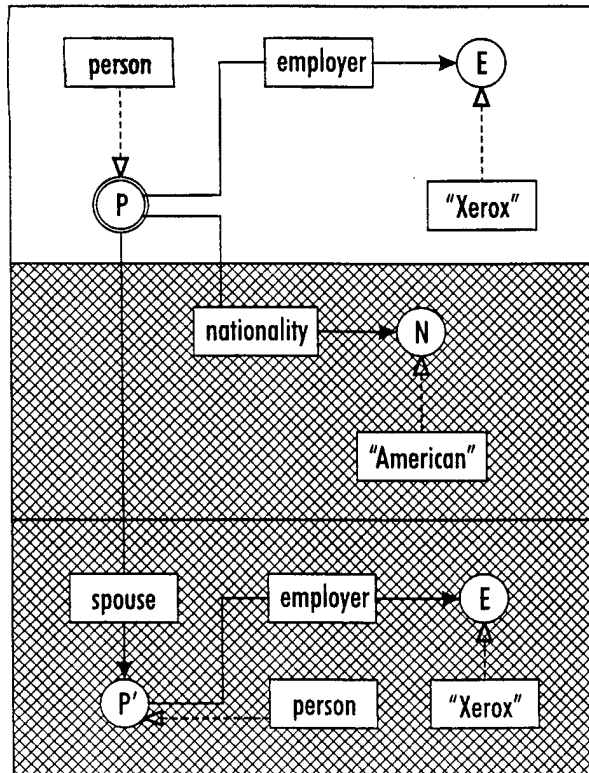 person
employer
E
P
"Xerox"
nationality
N
"American"
spouse
employer
E
P'
person
"Xerox"